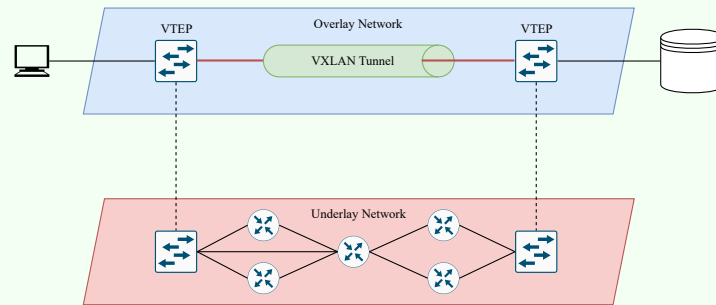 Overlay Network
VTEP
VTEP
VXLAN Tunnel
Underlay Network